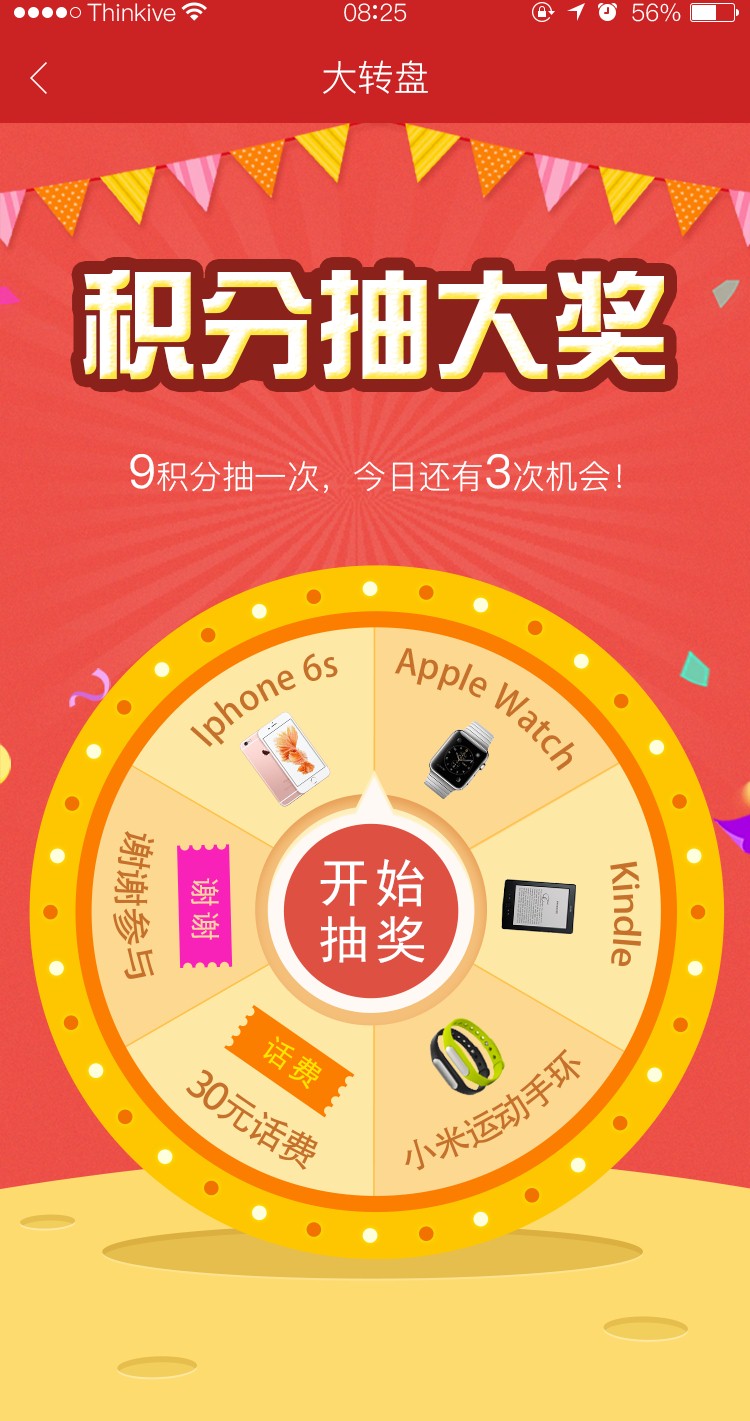 Thinkive 08:25 56%
大转盘
积分抽大奖
9积分抽一次，今日还有3次机会！
Iphone 6s
Apple Watch
Kindle
小米运动手环
30元话费
话费
谢谢参与
谢谢
开始
抽奖